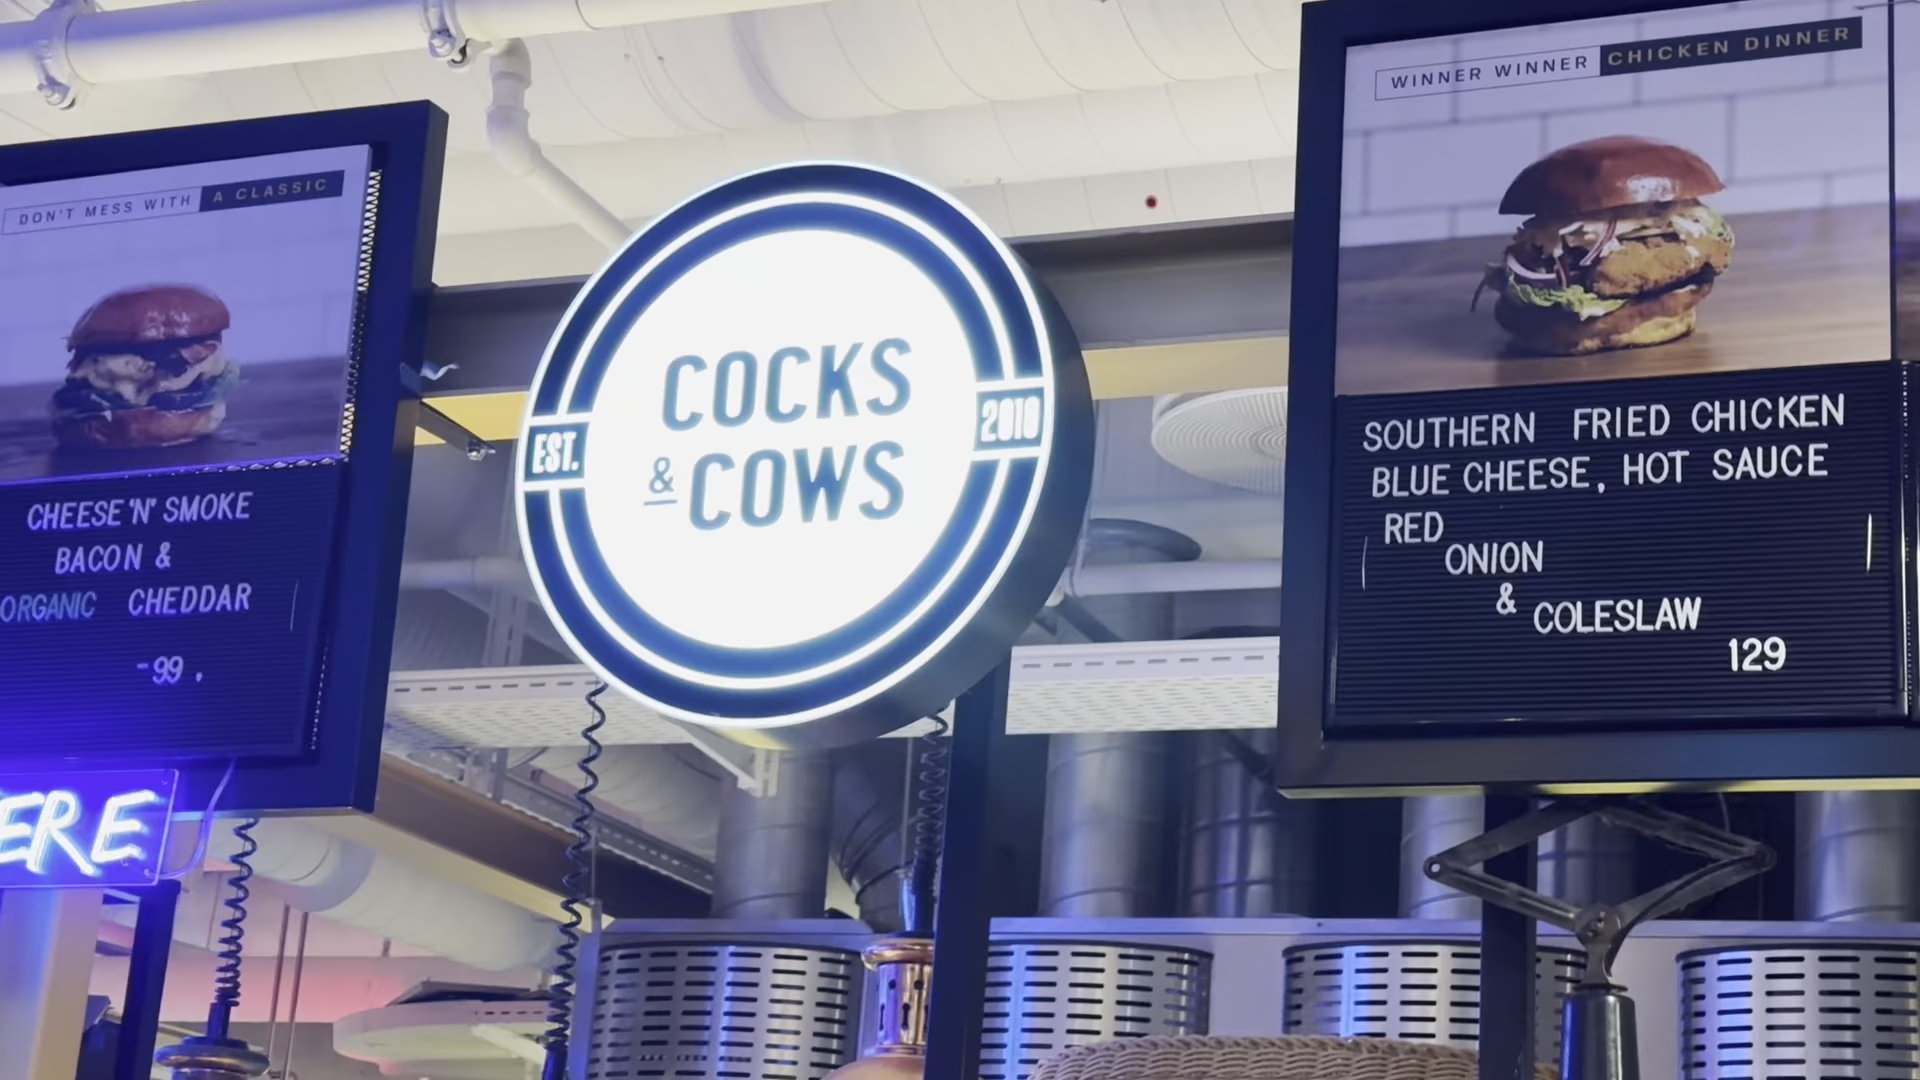 DON'T MESS WITH A CLASSIC
CHEESE 'N' SMOKE
BACON &
ORGANIC CHEDDAR
-99.
ERE
COCKS
& COWS
EST. 2010
WINNER WINNER CHICKEN DINNER
SOUTHERN FRIED CHICKEN
BLUE CHEESE, HOT SAUCE
RED
ONION
&
COLESLAW
129